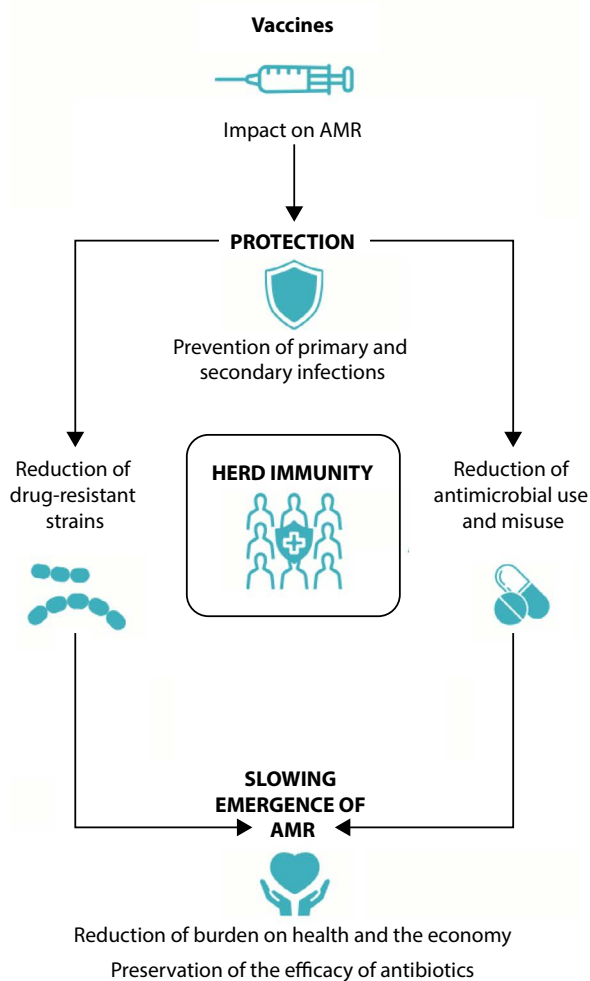 Vaccines
Impact on AMR
PROTECTION
Prevention of primary and
secondary infections
Reduction of
drug-resistant
strains
HERD IMMUNITY
Reduction of
antimicrobial use
and misuse
SLOWING
EMERGENCE OF
AMR
Reduction of burden on health and the economy
Preservation of the efficacy of antibiotics